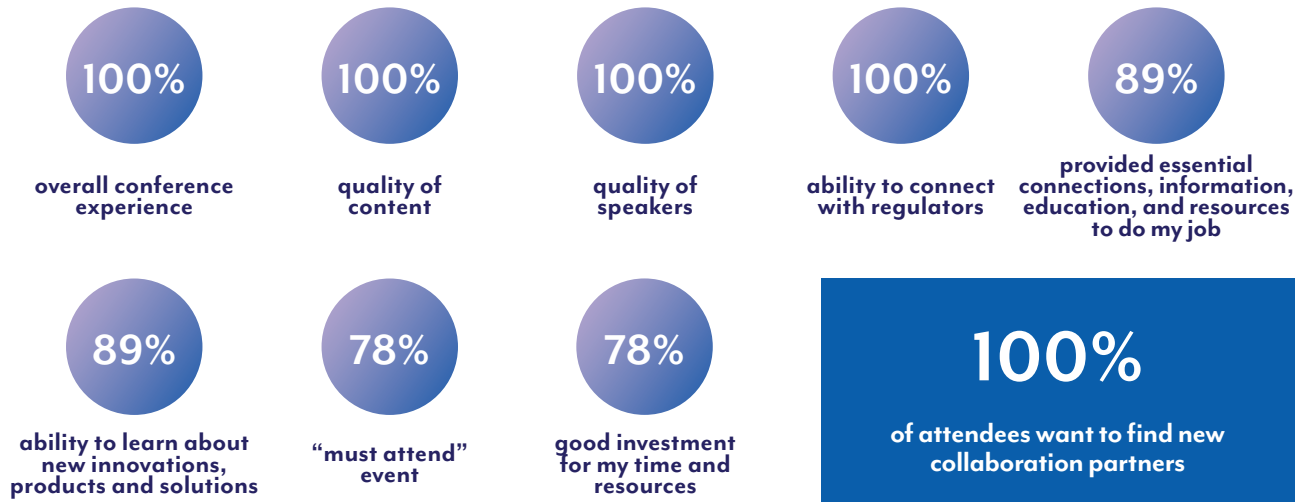 100%
overall conference
experience
100%
quality of
content
100%
quality of
speakers
100%
ability to connect
with regulators
89%
provided essential
connections, information,
education, and resources
to do my job
89%
ability to learn about
new innovations,
products and solutions
78%
“must attend”
event
78%
good investment
for my time and
resources
100%
of attendees want to find new
collaboration partners